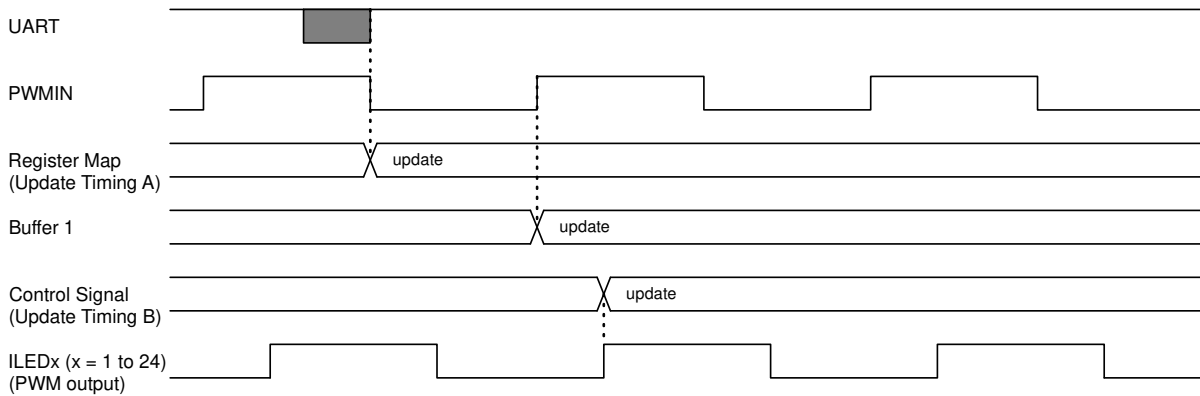 UART
PWMIN
Register Map
(Update Timing A)
update
Buffer 1
update
Control Signal
(Update Timing B)
update
ILEDx (x = 1 to 24)
(PWM output)